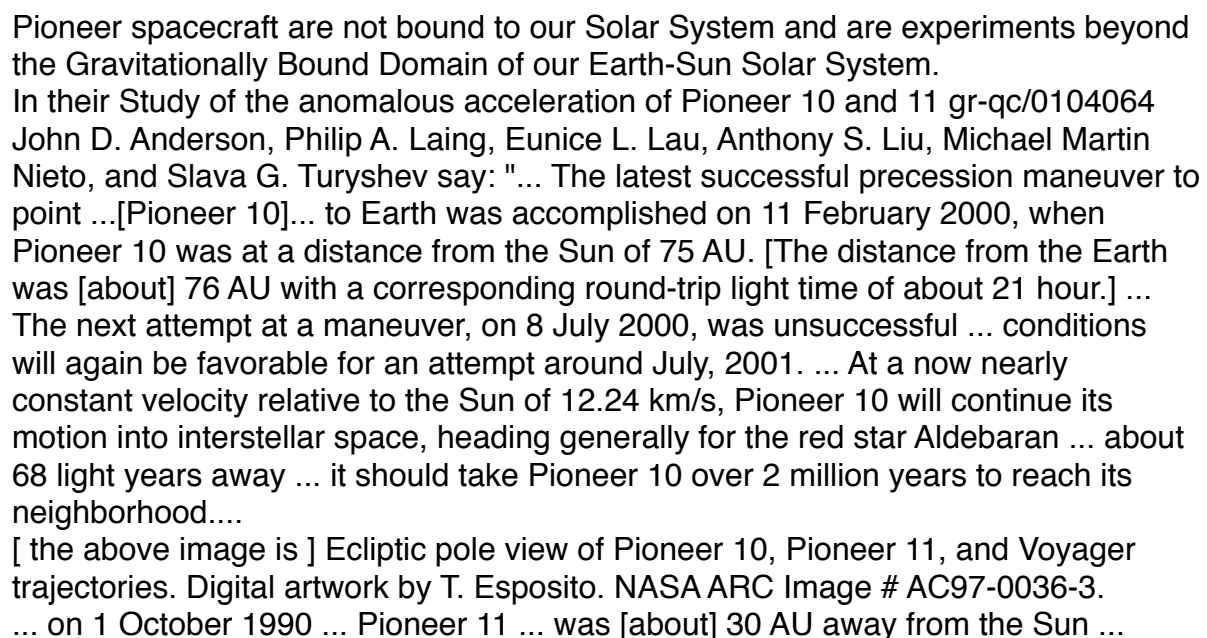 Pioneer spacecraft are not bound to our Solar System and are experiments beyond
the Gravitationally Bound Domain of our Earth-Sun Solar System.
In their Study of the anomalous acceleration of Pioneer 10 and 11 gr-qc/0104064
John D. Anderson, Philip A. Laing, Eunice L. Lau, Anthony S. Liu, Michael Martin
Nieto, and Slava G. Turyshev say: "... The latest successful precession maneuver to
point ...[Pioneer 10]... to Earth was accomplished on 11 February 2000, when
Pioneer 10 was at a distance from the Sun of 75 AU. [The distance from the Earth
was [about] 76 AU with a corresponding round-trip light time of about 21 hour.] ...
The next attempt at a maneuver, on 8 July 2000, was unsuccessful ... conditions
will again be favorable for an attempt around July, 2001. ... At a now nearly
constant velocity relative to the Sun of 12.24 km/s, Pioneer 10 will continue its
motion into interstellar space, heading generally for the red star Aldebaran ... about
68 light years away ... it should take Pioneer 10 over 2 million years to reach its
neighborhood....
[ the above image is ] Ecliptic pole view of Pioneer 10, Pioneer 11, and Voyager
trajectories. Digital artwork by T. Esposito. NASA ARC Image # AC97-0036-3.
... on 1 October 1990 ... Pioneer 11 ... was [about] 30 AU away from the Sun ...